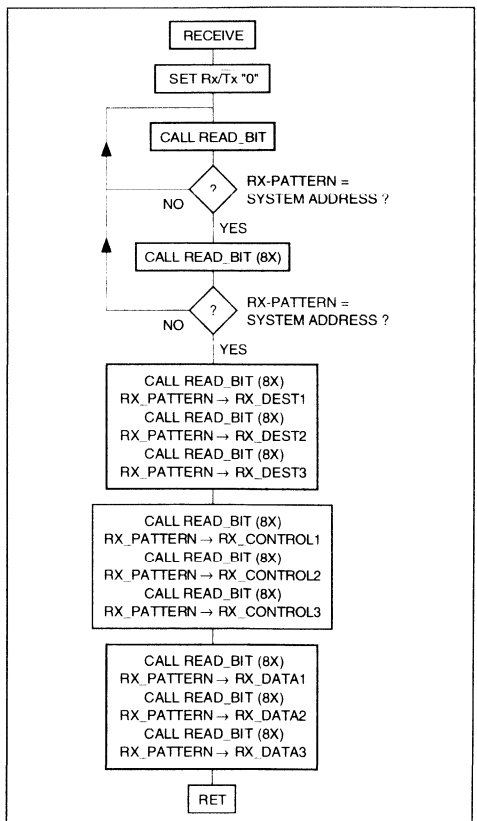 RECEIVE
SET Rx/T̅x "0"
CALL READ_BIT
?
RX-PATTERN =
SYSTEM ADDRESS ?
NO
YES
CALL READ_BIT (8X)
?
RX-PATTERN =
SYSTEM ADDRESS ?
NO
YES
CALL READ_BIT (8X)
RX_PATTERN → RX_DEST1
CALL READ_BIT (8X)
RX_PATTERN → RX_DEST2
CALL READ_BIT (8X)
RX_PATTERN → RX_DEST3
CALL READ_BIT (8X)
RX_PATTERN → RX_CONTROL1
CALL READ_BIT (8X)
RX_PATTERN → RX_CONTROL2
CALL READ_BIT (8X)
RX_PATTERN → RX_CONTROL3
CALL READ_BIT (8X)
RX_PATTERN → RX_DATA1
CALL READ_BIT (8X)
RX_PATTERN → RX_DATA2
CALL READ_BIT (8X)
RX_PATTERN → RX_DATA3
RET